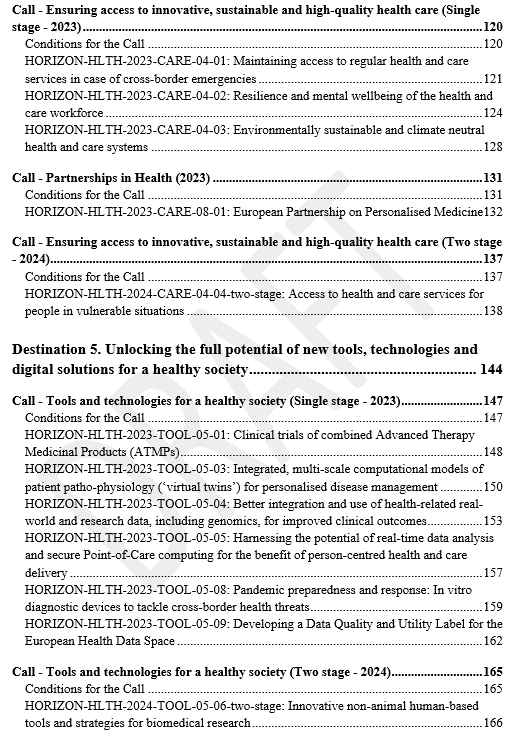 Call - Ensuring access to innovative, sustainable and high-quality health care (Single
stage - 2023)....................................................................................................................120
Conditions for the Call ..................................................................................................120
HORIZON-HLTH-2023-CARE-04-01: Maintaining access to regular health and care
services in case of cross-border emergencies ................................................................121
HORIZON-HLTH-2023-CARE-04-02: Resilience and mental wellbeing of the health and
care workforce ...............................................................................................................124
HORIZON-HLTH-2023-CARE-04-03: Environmentally sustainable and climate neutral
health and care systems .................................................................................................128
Call - Partnerships in Health (2023) .............................................................................131
Conditions for the Call ..................................................................................................131
HORIZON-HLTH-2023-CARE-08-01: European Partnership on Personalised Medicine132
Call - Ensuring access to innovative, sustainable and high-quality health care (Two stage
- 2024)..............................................................................................................................137
Conditions for the Call ..................................................................................................137
HORIZON-HLTH-2024-CARE-04-04-two-stage: Access to health and care services for
people in vulnerable situations ......................................................................................138
Destination 5. Unlocking the full potential of new tools, technologies and
digital solutions for a healthy society............................................................ 144
Call - Tools and technologies for a healthy society (Single stage - 2023).....................147
Conditions for the Call ..................................................................................................147
HORIZON-HLTH-2023-TOOL-05-01: Clinical trials of combined Advanced Therapy
Medicinal Products (ATMPs).........................................................................................148
HORIZON-HLTH-2023-TOOL-05-03: Integrated, multi-scale computational models of
patient patho-physiology (‘virtual twins’) for personalised disease management ...........150
HORIZON-HLTH-2023-TOOL-05-04: Better integration and use of health-related real-
world and research data, including genomics, for improved clinical outcomes...............153
HORIZON-HLTH-2023-TOOL-05-05: Harnessing the potential of real-time data analysis
and secure Point-of-Care computing for the benefit of person-centred health and care
delivery ..........................................................................................................................157
HORIZON-HLTH-2023-TOOL-05-08: Pandemic preparedness and response: In vitro
diagnostic devices to tackle cross-border health threats.................................................159
HORIZON-HLTH-2023-TOOL-05-09: Developing a Data Quality and Utility Label for the
European Health Data Space .........................................................................................162
Call - Tools and technologies for a healthy society (Two stage - 2024)........................165
Conditions for the Call ..................................................................................................165
HORIZON-HLTH-2024-TOOL-05-06-two-stage: Innovative non-animal human-based
tools and strategies for biomedical research..................................................................166
DRAFT